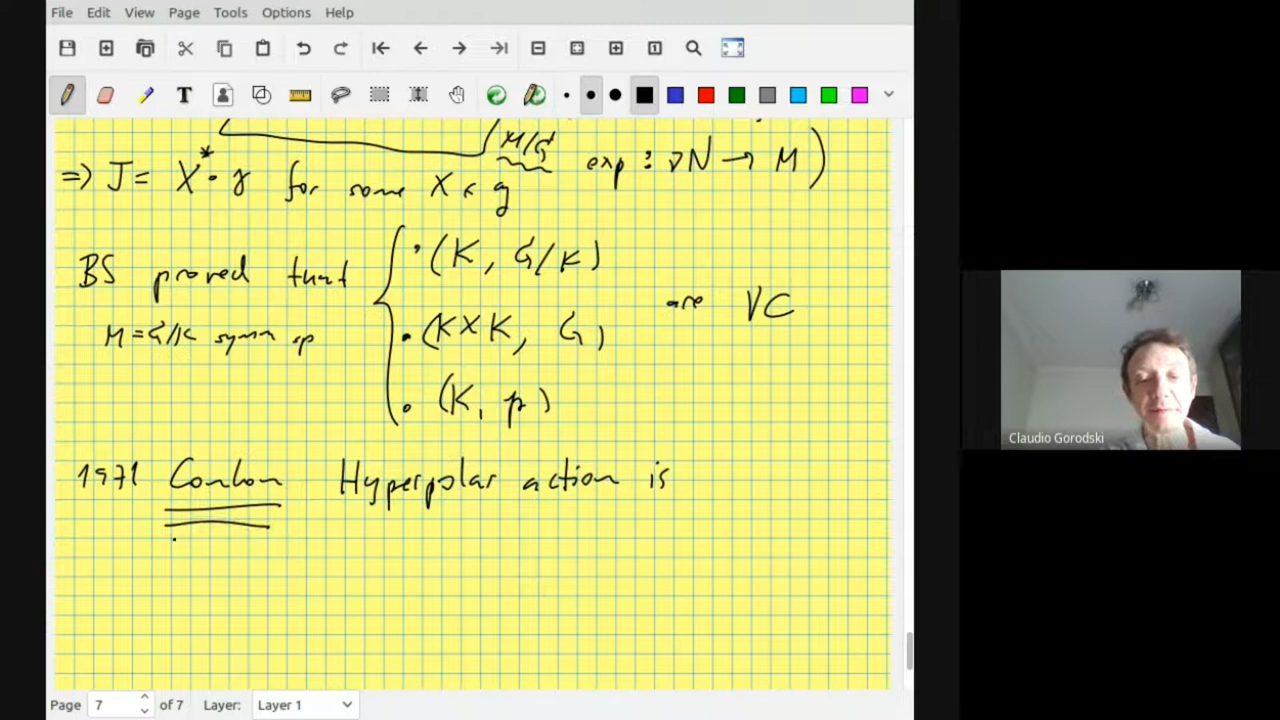 File Edit View Page Tools Options Help
M/G exp : νN → M )
⇒ J = X* ∘ γ for some X ∈ g
BS proved that
M = G/K symm sp
• (K, G/K)
• (K×K, G)
• (K, p)
are VC
1971 Conlon Hyperpolar action is
Claudio Gorodski
Page 7 of 7 Layer: Layer 1